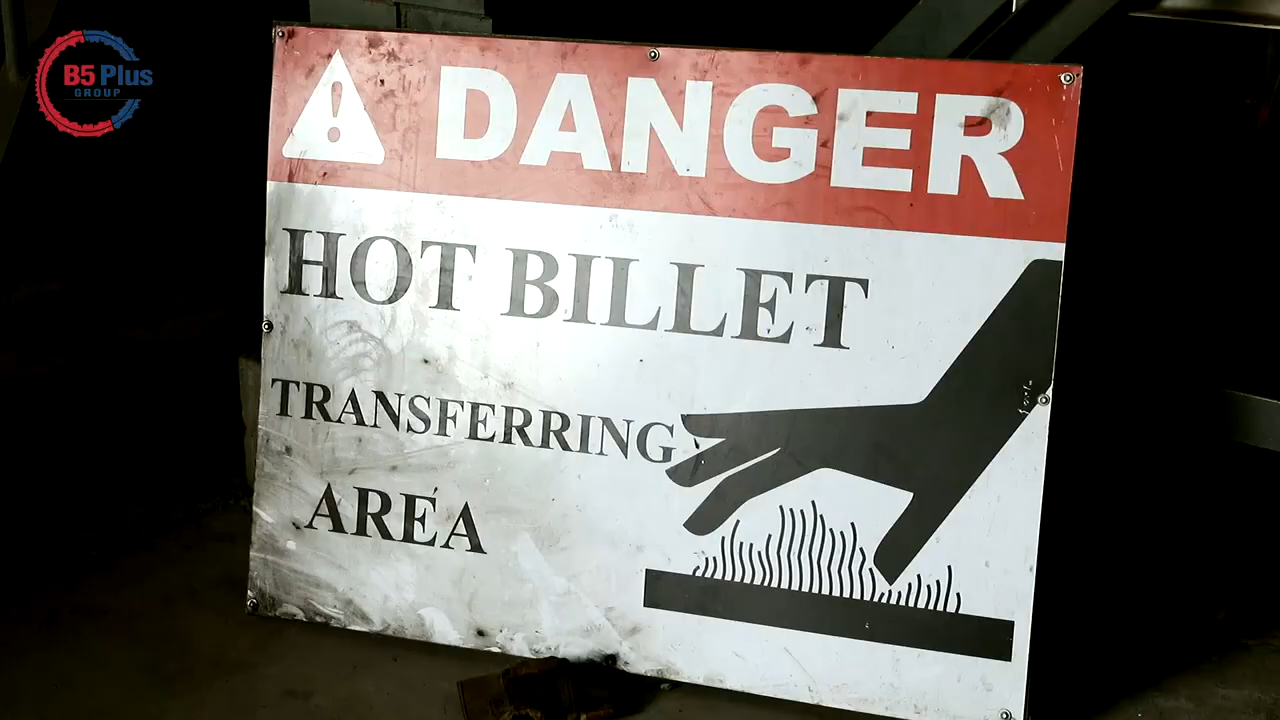 B5 Plus
GROUP
DANGER
HOT BILLET
TRANSFERRING
AREA